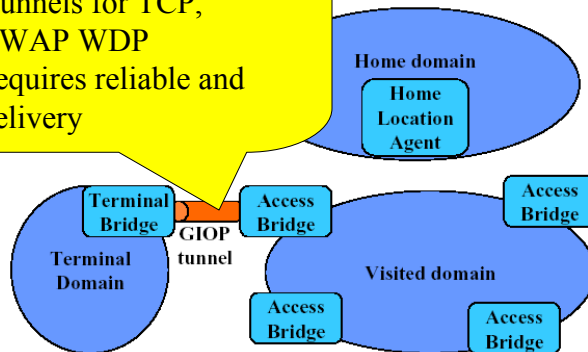 unnels for TCP,
WAP WDP
equires reliable and
elivery
Home domain
Home
Location
Agent
Terminal
Bridge
GIOP
tunnel
Access
Bridge
Access
Bridge
Terminal
Domain
Visited domain
Access
Bridge
Access
Bridge